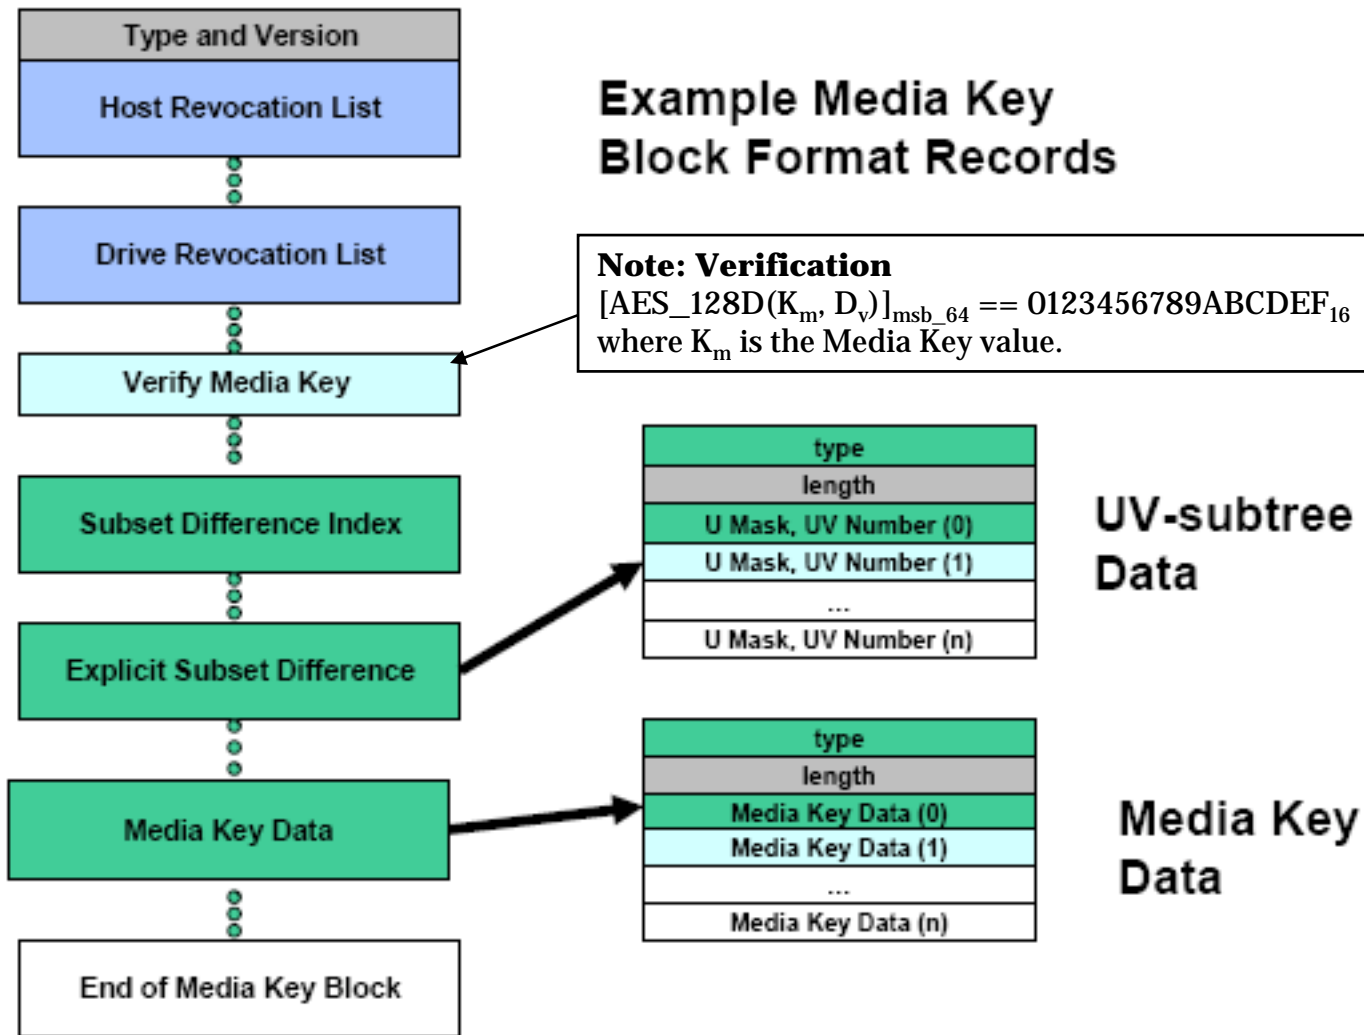 Type and Version
Host Revocation List
Example Media Key
Block Format Records
Drive Revocation List
Note: Verification
[AES_128D(Kₘ, Dᵥ)]msb_64 == 0123456789ABCDEF₁₆
where Kₘ is the Media Key value.
Verify Media Key
type
length
U Mask, UV Number (0)
U Mask, UV Number (1)
...
U Mask, UV Number (n)
UV-subtree
Data
Subset Difference Index
Explicit Subset Difference
type
length
Media Key Data (0)
Media Key Data (1)
...
Media Key Data (n)
Media Key
Data
Media Key Data
End of Media Key Block